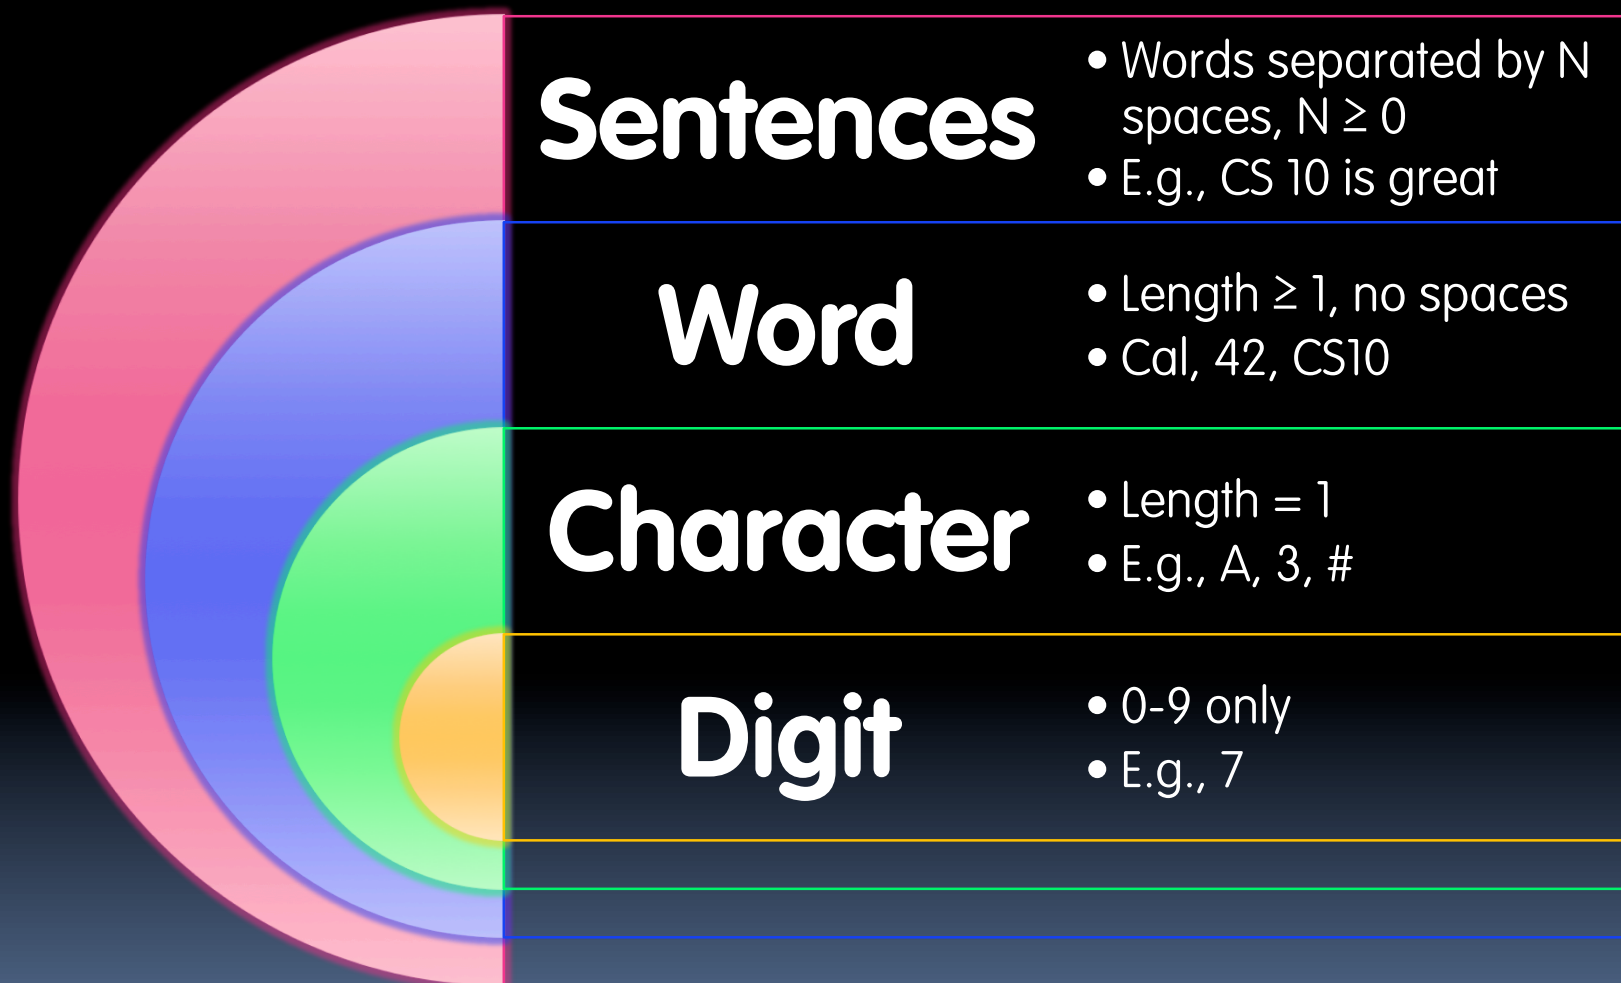 Sentences
• Words separated by N
spaces, N ≥ 0
• E.g., CS 10 is great
Word
• Length ≥ 1, no spaces
• Cal, 42, CS10
Character
• Length = 1
• E.g., A, 3, #
Digit
• 0-9 only
• E.g., 7